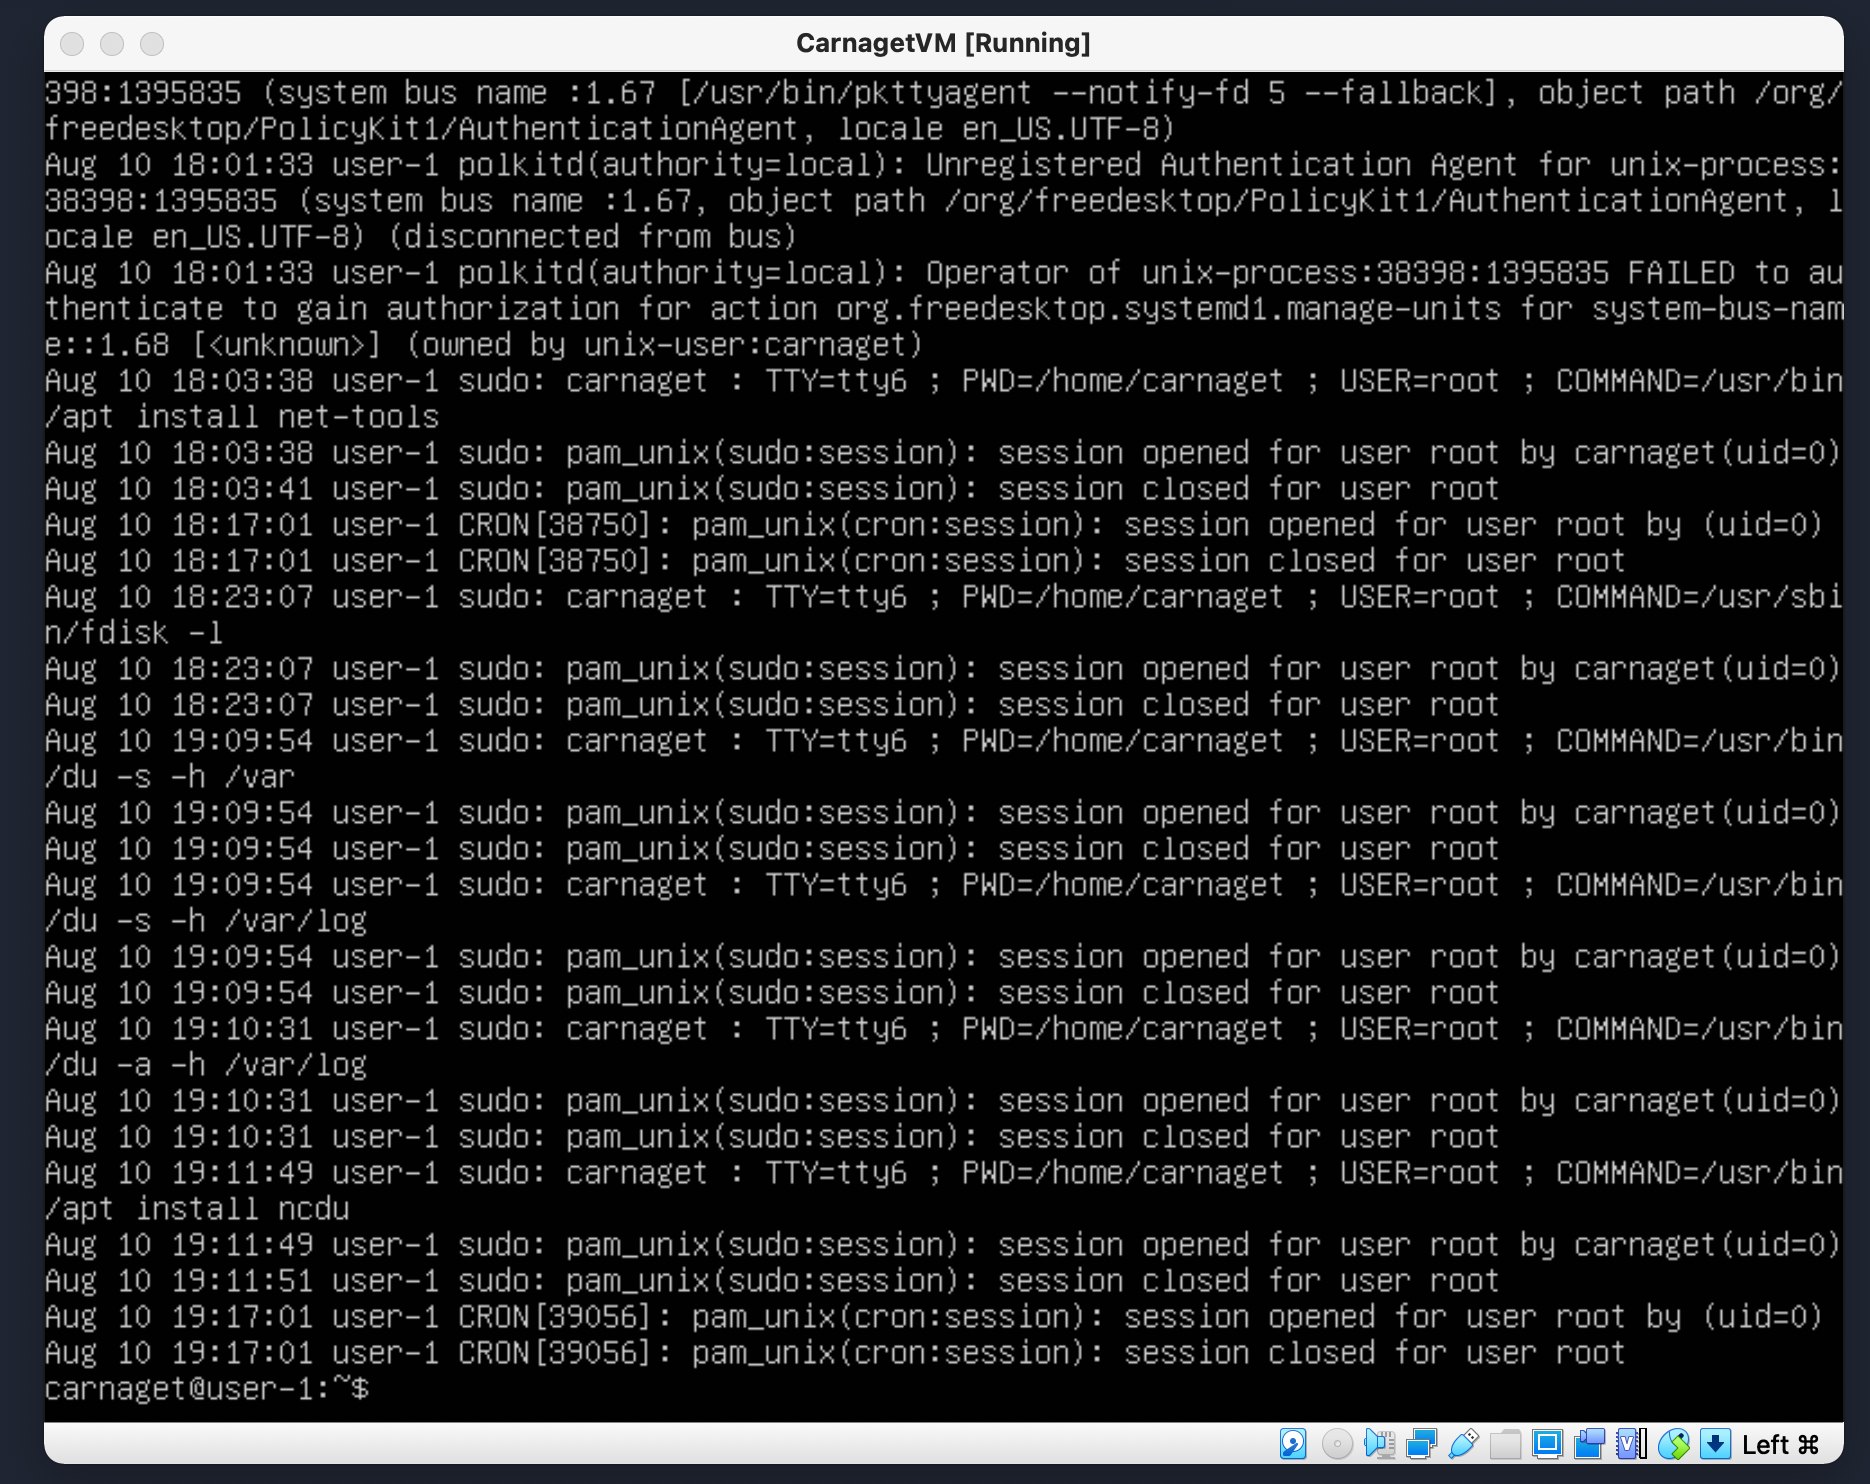 CarnagetVM [Running]
398:1395835 (system bus name :1.67 [/usr/bin/pkttyagent --notify-fd 5 --fallback], object path /org/
freedesktop/PolicyKit1/AuthenticationAgent, locale en_US.UTF-8)
Aug 10 18:01:33 user-1 polkitd(authority=local): Unregistered Authentication Agent for unix-process:
38398:1395835 (system bus name :1.67, object path /org/freedesktop/PolicyKit1/AuthenticationAgent, l
ocale en_US.UTF-8) (disconnected from bus)
Aug 10 18:01:33 user-1 polkitd(authority=local): Operator of unix-process:38398:1395835 FAILED to au
thenticate to gain authorization for action org.freedesktop.systemd1.manage-units for system-bus-nam
e::1.68 [<unknown>] (owned by unix-user:carnaget)
Aug 10 18:03:38 user-1 sudo: carnaget : TTY=tty6 ; PWD=/home/carnaget ; USER=root ; COMMAND=/usr/bin
/apt install net-tools
Aug 10 18:03:38 user-1 sudo: pam_unix(sudo:session): session opened for user root by carnaget(uid=0)
Aug 10 18:03:41 user-1 sudo: pam_unix(sudo:session): session closed for user root
Aug 10 18:17:01 user-1 CRON[38750]: pam_unix(cron:session): session opened for user root by (uid=0)
Aug 10 18:17:01 user-1 CRON[38750]: pam_unix(cron:session): session closed for user root
Aug 10 18:23:07 user-1 sudo: carnaget : TTY=tty6 ; PWD=/home/carnaget ; USER=root ; COMMAND=/usr/sbi
n/fdisk -l
Aug 10 18:23:07 user-1 sudo: pam_unix(sudo:session): session opened for user root by carnaget(uid=0)
Aug 10 18:23:07 user-1 sudo: pam_unix(sudo:session): session closed for user root
Aug 10 19:09:54 user-1 sudo: carnaget : TTY=tty6 ; PWD=/home/carnaget ; USER=root ; COMMAND=/usr/bin
/du -s -h /var
Aug 10 19:09:54 user-1 sudo: pam_unix(sudo:session): session opened for user root by carnaget(uid=0)
Aug 10 19:09:54 user-1 sudo: pam_unix(sudo:session): session closed for user root
Aug 10 19:09:54 user-1 sudo: carnaget : TTY=tty6 ; PWD=/home/carnaget ; USER=root ; COMMAND=/usr/bin
/du -s -h /var/log
Aug 10 19:09:54 user-1 sudo: pam_unix(sudo:session): session opened for user root by carnaget(uid=0)
Aug 10 19:09:54 user-1 sudo: pam_unix(sudo:session): session closed for user root
Aug 10 19:10:31 user-1 sudo: carnaget : TTY=tty6 ; PWD=/home/carnaget ; USER=root ; COMMAND=/usr/bin
/du -a -h /var/log
Aug 10 19:10:31 user-1 sudo: pam_unix(sudo:session): session opened for user root by carnaget(uid=0)
Aug 10 19:10:31 user-1 sudo: pam_unix(sudo:session): session closed for user root
Aug 10 19:11:49 user-1 sudo: carnaget : TTY=tty6 ; PWD=/home/carnaget ; USER=root ; COMMAND=/usr/bin
/apt install ncdu
Aug 10 19:11:49 user-1 sudo: pam_unix(sudo:session): session opened for user root by carnaget(uid=0)
Aug 10 19:11:51 user-1 sudo: pam_unix(sudo:session): session closed for user root
Aug 10 19:17:01 user-1 CRON[39056]: pam_unix(cron:session): session opened for user root by (uid=0)
Aug 10 19:17:01 user-1 CRON[39056]: pam_unix(cron:session): session closed for user root
carnaget@user-1:~$
Left ⌘